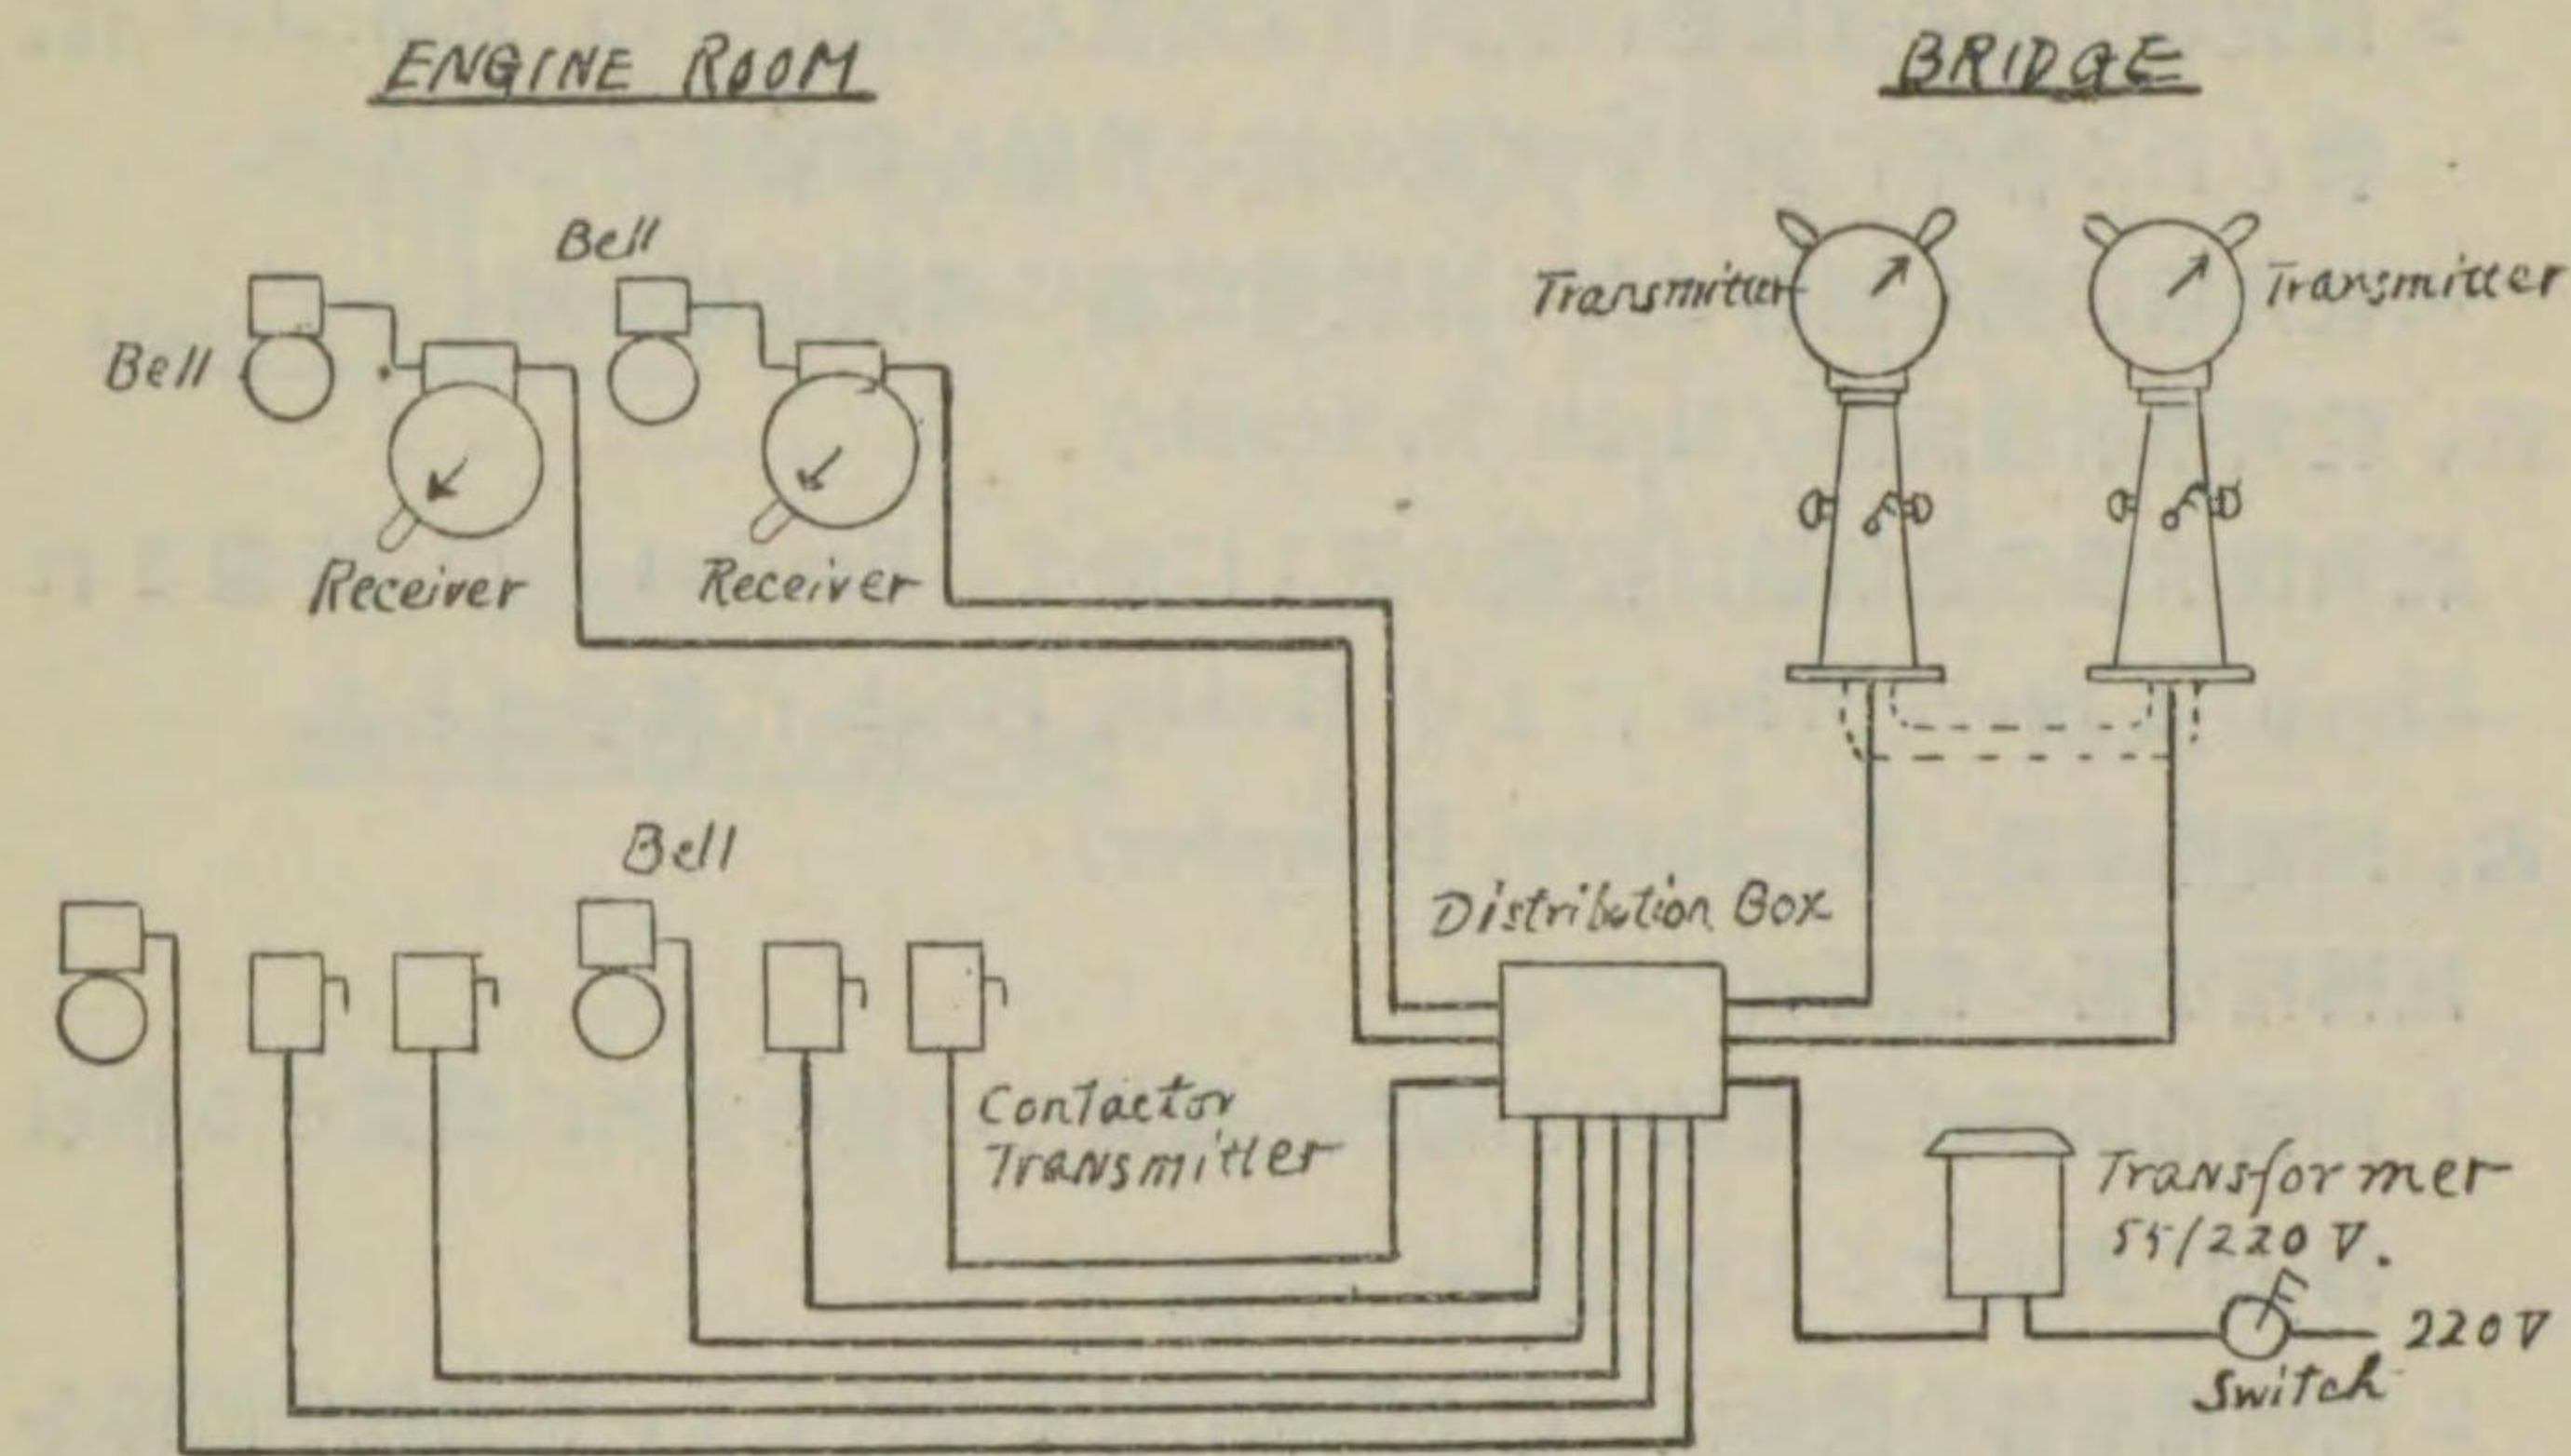 ENGINE ROOM
BRIDGE
Bell
Bell
Transmitter
Transmitter
Receiver
Receiver
Bell
Distribution Box
Contactor
Transmitter
Transformer
55/220 V.
220V
Switch